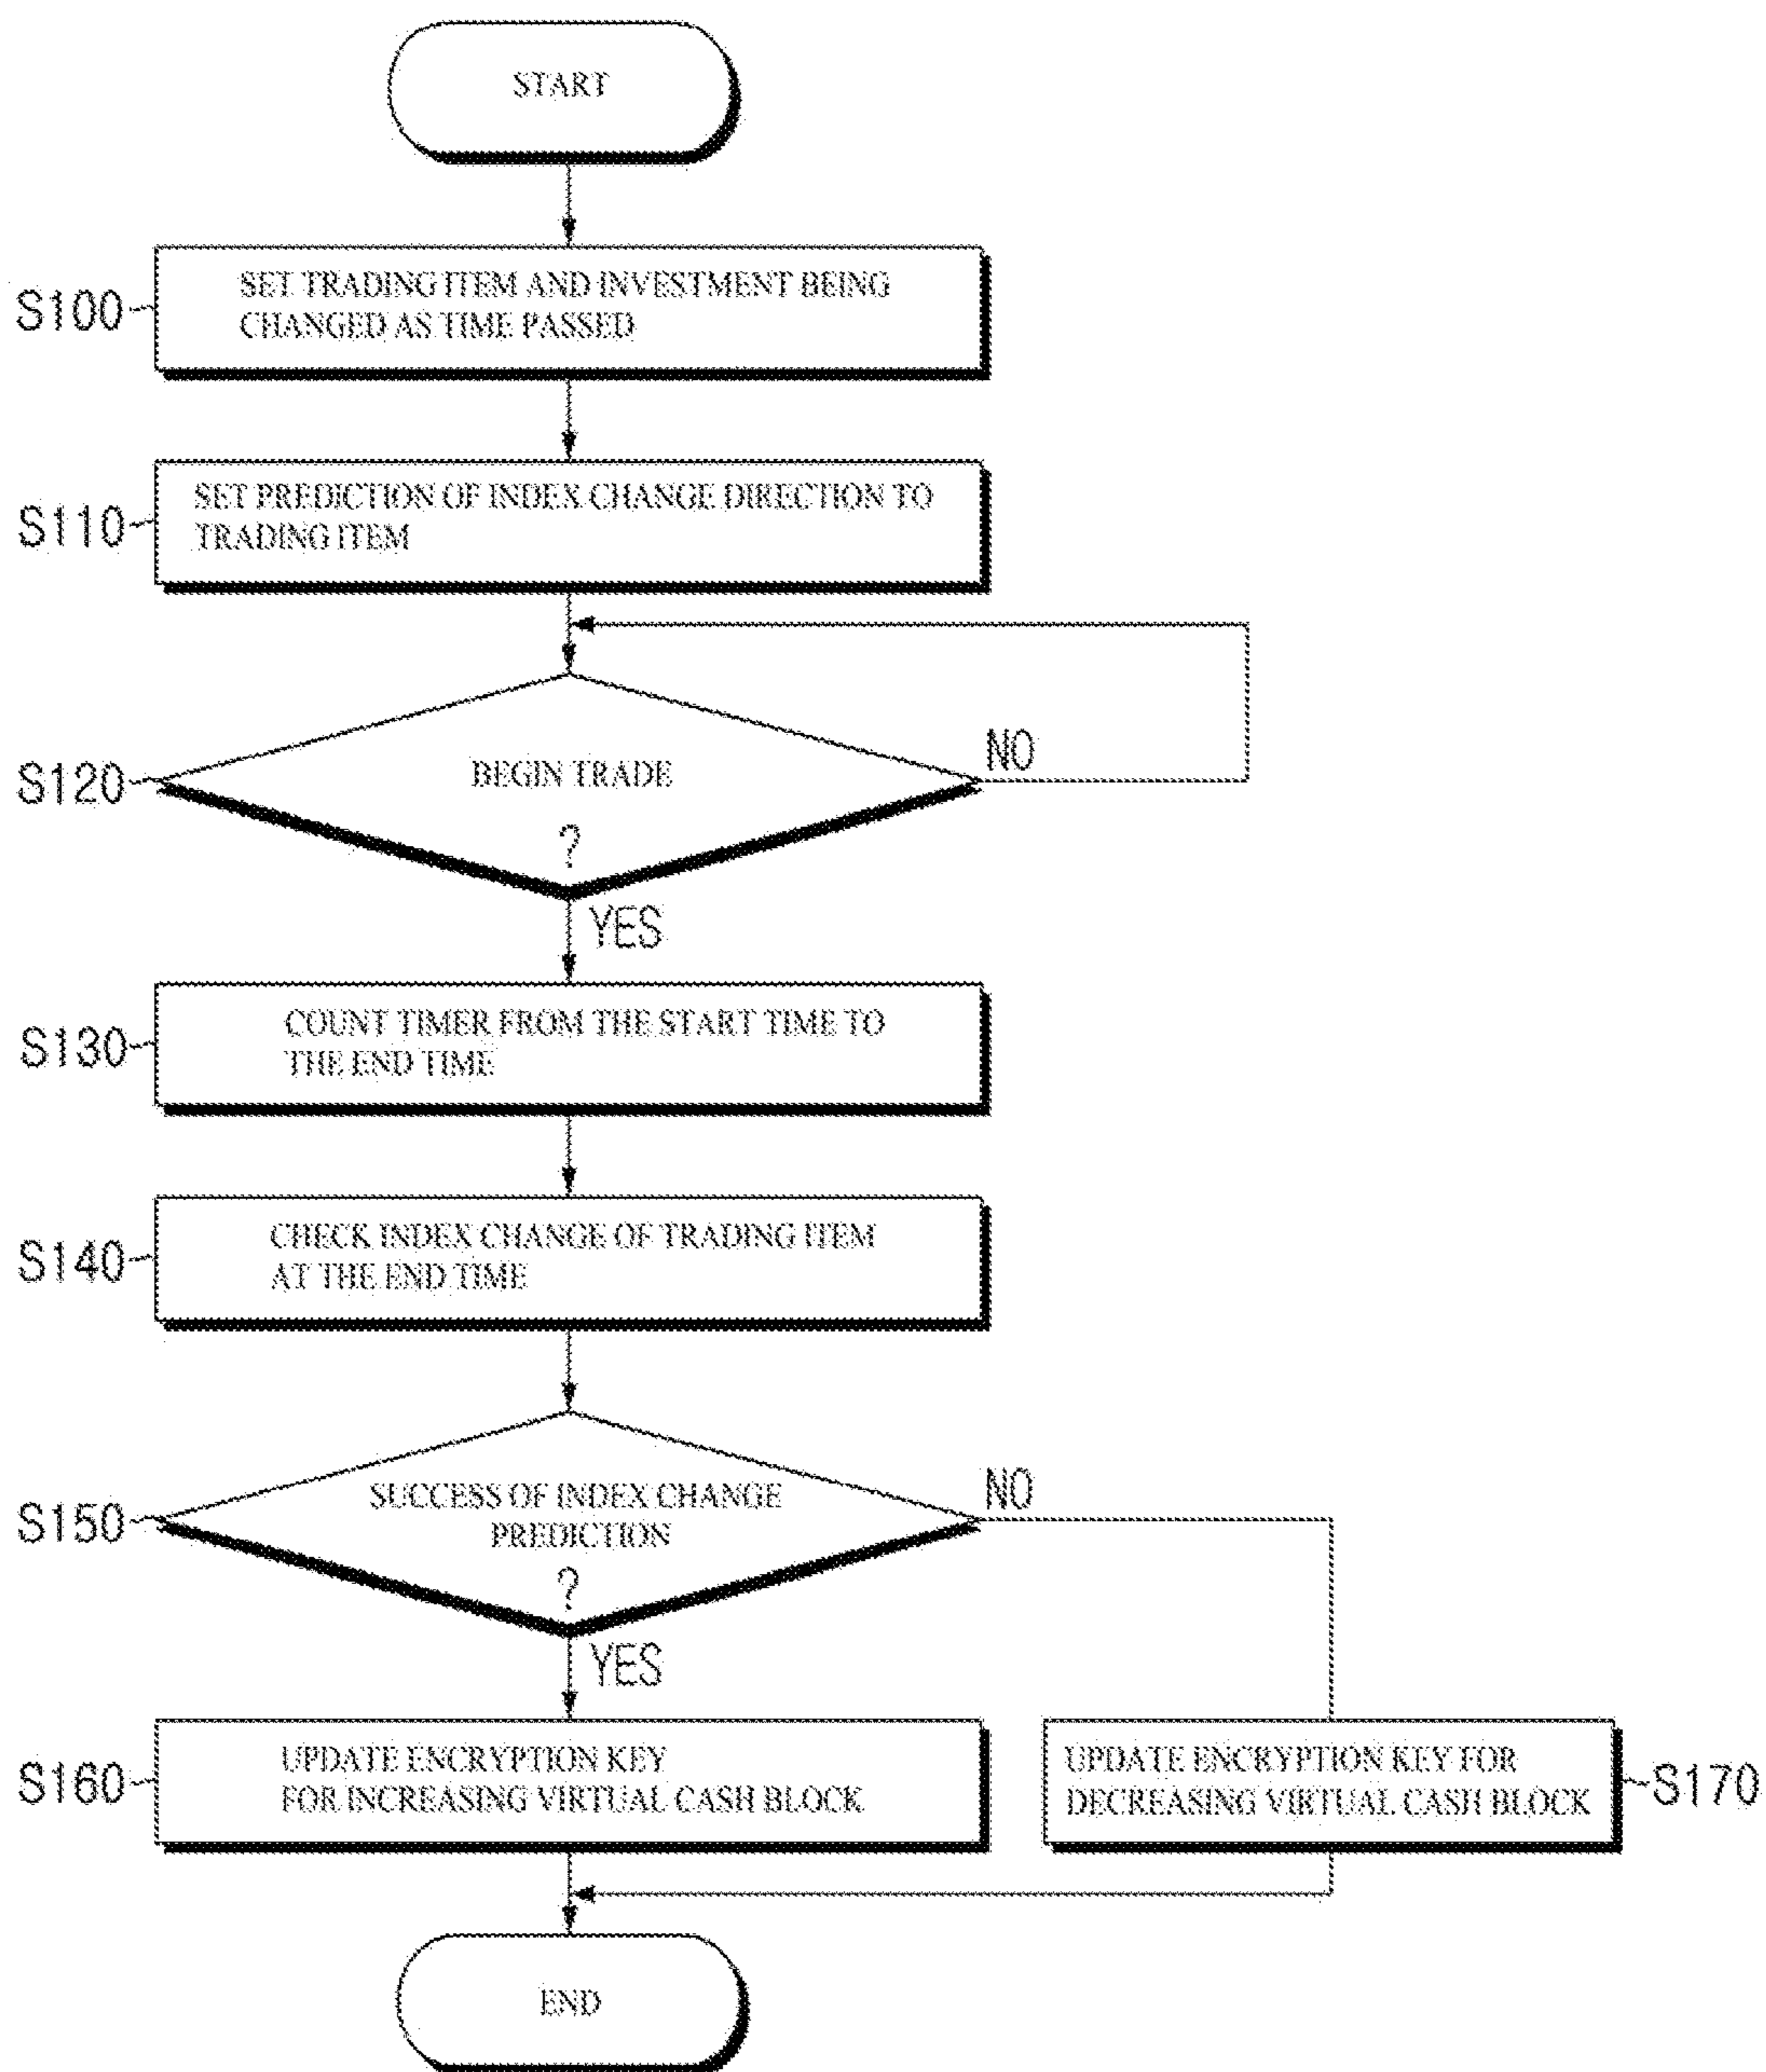 START
S100
SET TRADING ITEM AND INVESTMENT BEING
CHANGED AS TIME PASSED
S110
SET PREDICTION OF INDEX CHANGE DIRECTION TO
TRADING ITEM
S120
BEGIN TRADE
?
NO
YES
S130
COUNT TIMER FROM THE START TIME TO
THE END TIME
S140
CHECK INDEX CHANGE OF TRADING ITEM
AT THE END TIME
S150
SUCCESS OF INDEX CHANGE
PREDICTION
?
NO
YES
S160
UPDATE ENCRYPTION KEY
FOR INCREASING VIRTUAL CASH BLOCK
UPDATE ENCRYPTION KEY FOR
DECREASING VIRTUAL CASH BLOCK
S170
END